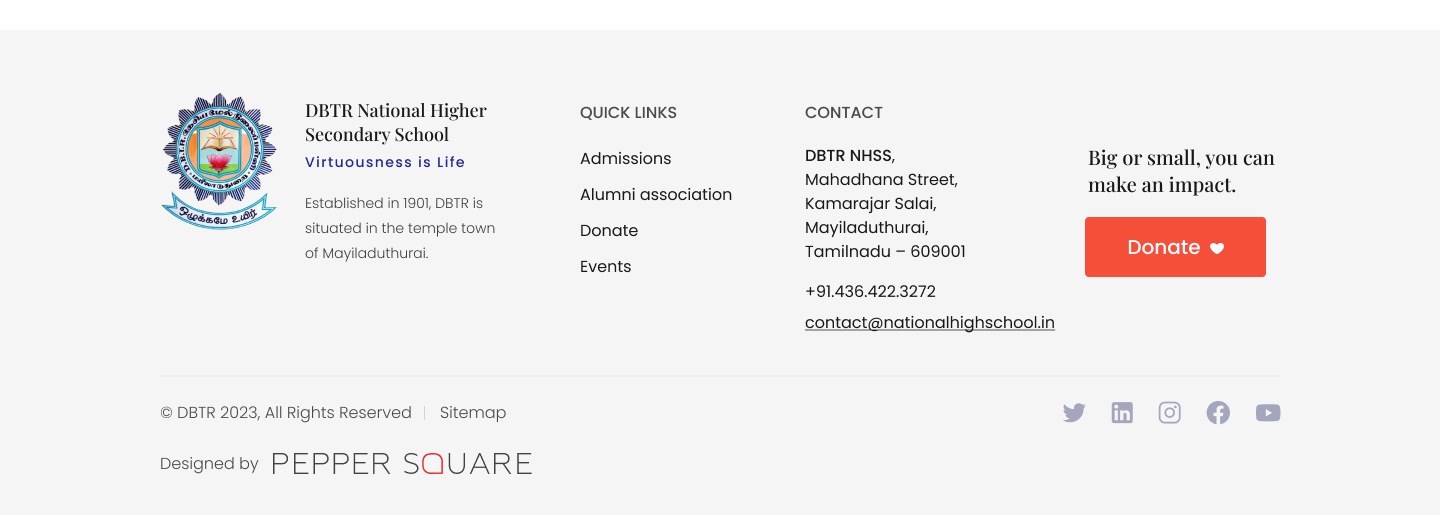 ஒழுக்கமே உயிர்
DBTR National Higher
Secondary School
Virtuousness is Life
Established in 1901, DBTR is
situated in the temple town
of Mayiladuthurai.
QUICK LINKS
Admissions
Alumni association
Donate
Events
CONTACT
DBTR NHSS,
Mahadhana Street,
Kamarajar Salai,
Mayiladuthurai,
Tamilnadu – 609001
+91.436.422.3272
contact@nationalhighschool.in
Big or small, you can
make an impact.
Donate
© DBTR 2023, All Rights Reserved
Sitemap
Designed by PEPPER SQUARE